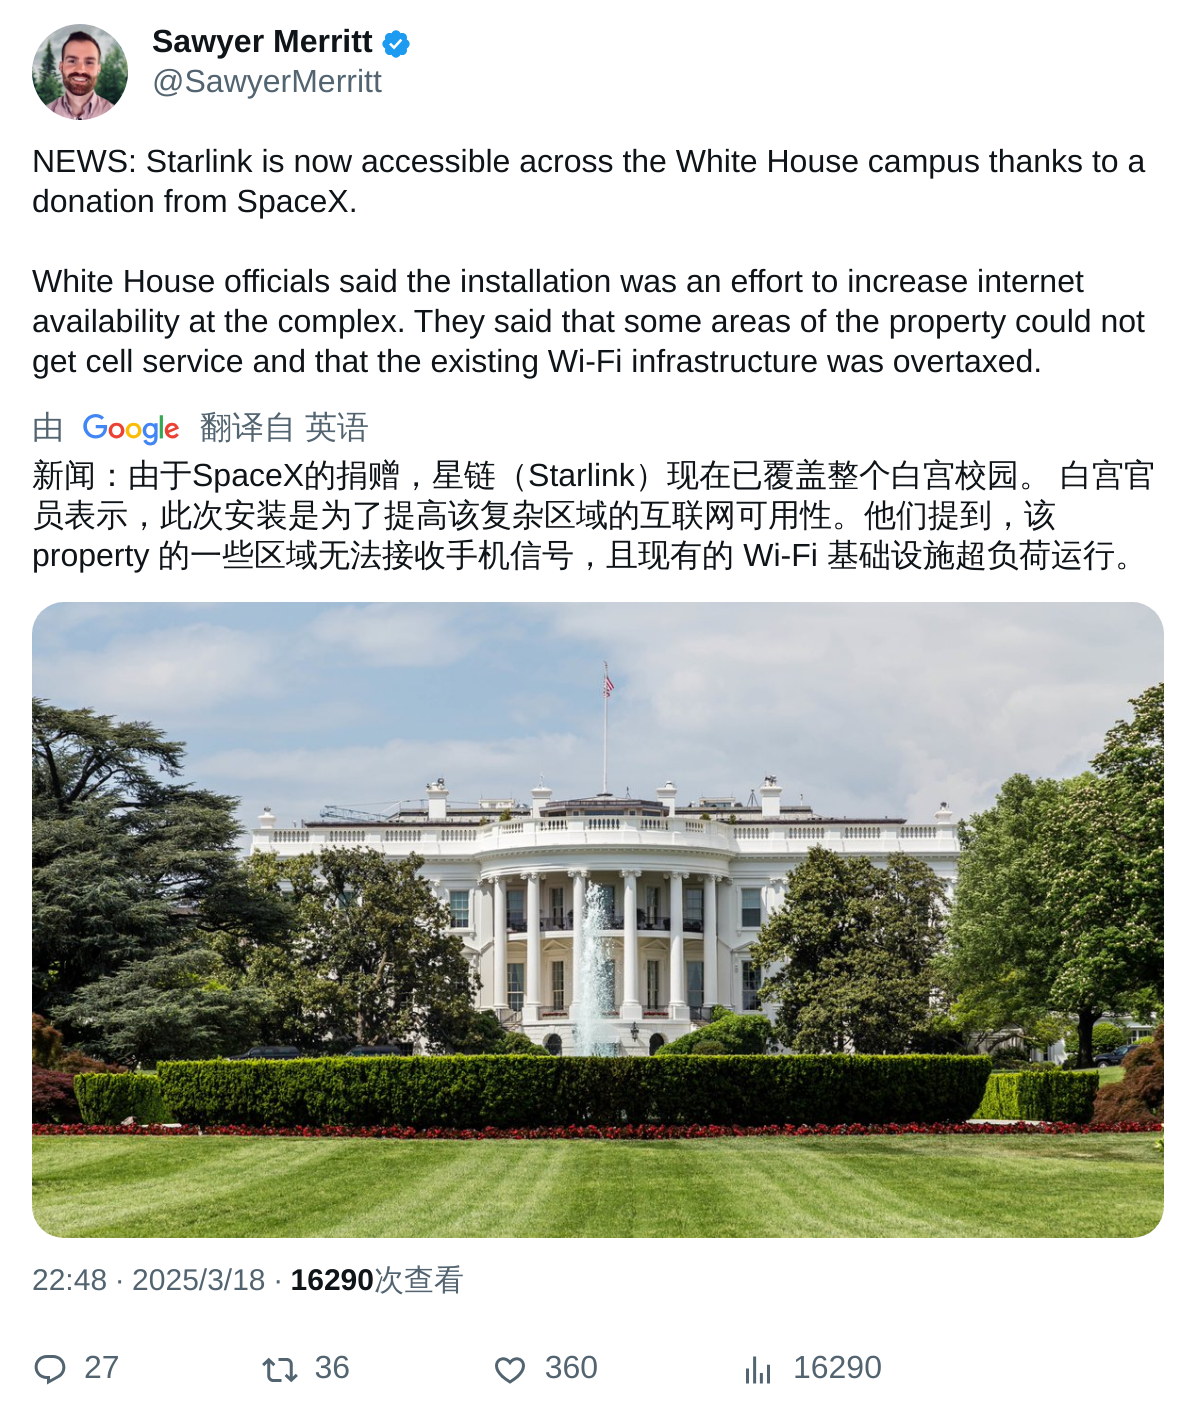 Sawyer Merritt
@SawyerMerritt
NEWS: Starlink is now accessible across the White House campus thanks to a
donation from SpaceX.
White House officials said the installation was an effort to increase internet
availability at the complex. They said that some areas of the property could not
get cell service and that the existing Wi-Fi infrastructure was overtaxed.
由 Google 翻译自 英语
新闻：由于SpaceX的捐赠，星链（Starlink）现在已覆盖整个白宫校园。 白宫官
员表示，此次安装是为了提高该复杂区域的互联网可用性。他们提到，该
property 的一些区域无法接收手机信号，且现有的 Wi-Fi 基础设施超负荷运行。
22:48 · 2025/3/18 · 16290次查看
27 36 360 16290